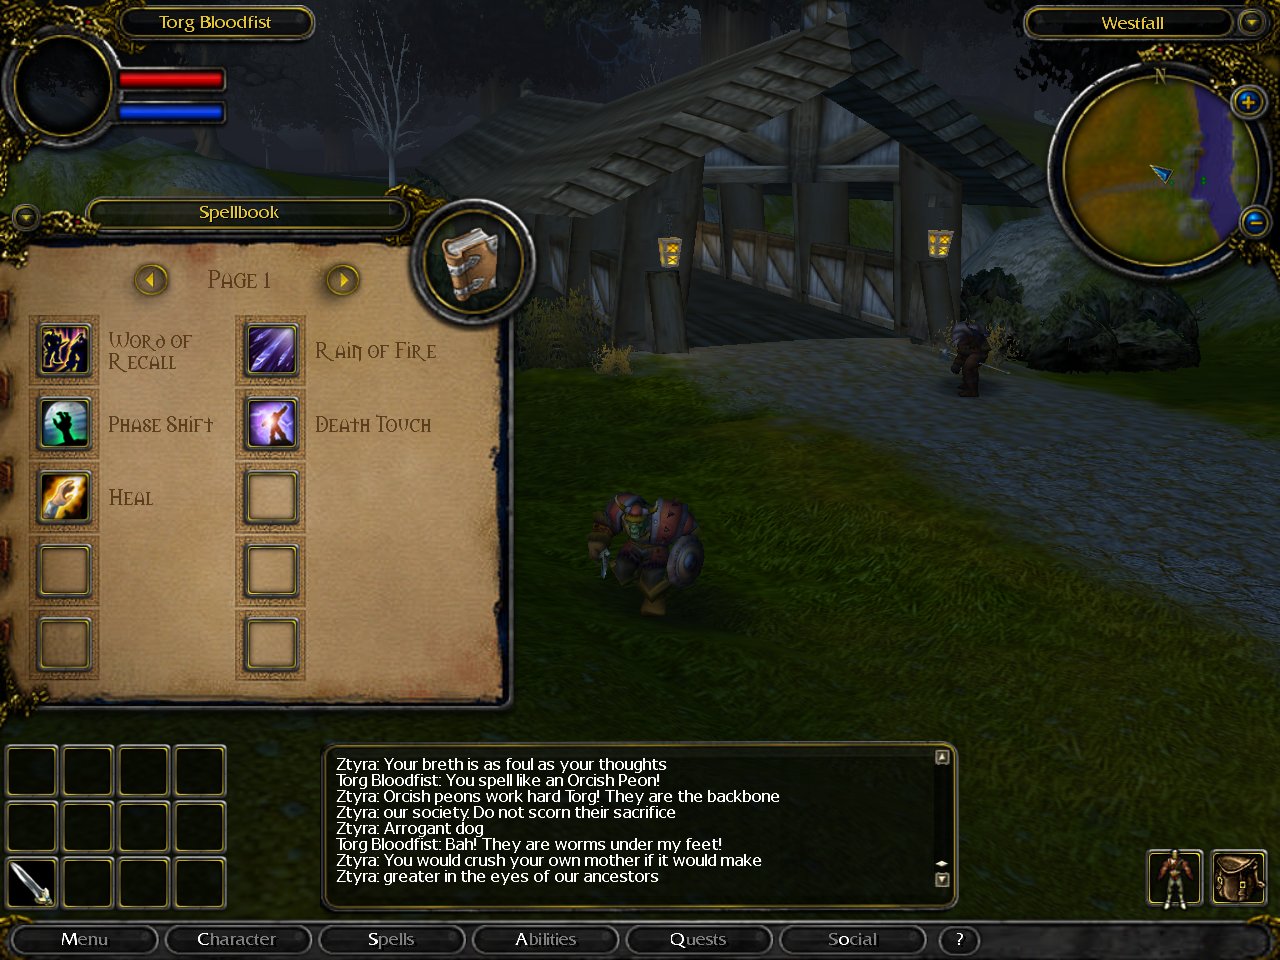 Torg Bloodfist
Westfall
N
Spellbook
Page 1
Word of
Recall
Rain of Fire
Phase Shift
Death Touch
Heal
Ztyra: Your breth is as foul as your thoughts
Torg Bloodfist: You spell like an Orcish Peon!
Ztyra: Orcish peons work hard Torg! They are the backbone
Ztyra: our society. Do not scorn their sacrifice
Ztyra: Arrogant dog
Torg Bloodfist: Bah! They are worms under my feet!
Ztyra: You would crush your own mother if it would make
Ztyra: greater in the eyes of our ancestors
Menu
Character
Spells
Abilities
Quests
Social
?